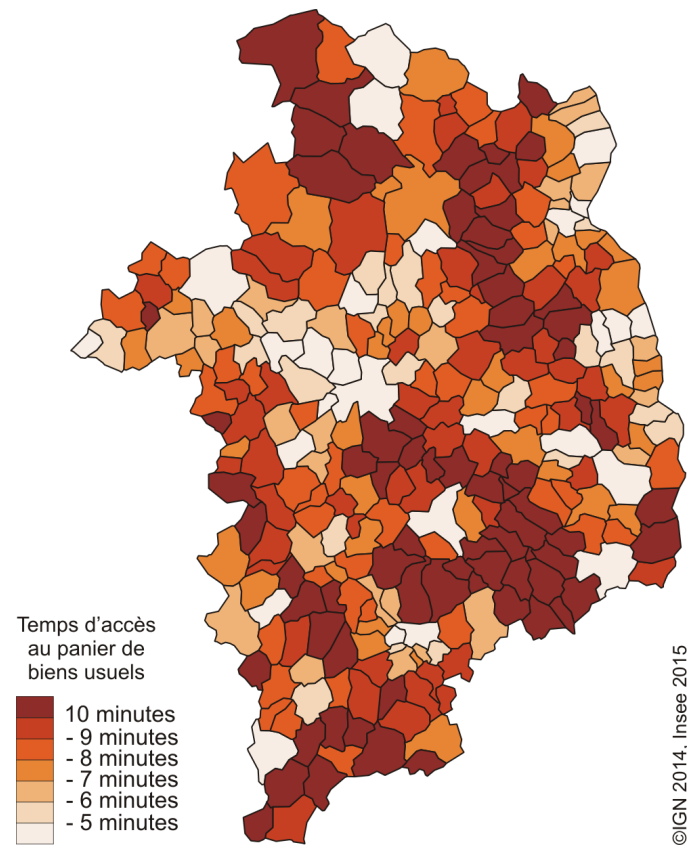 Temps d'accès
au panier de
biens usuels
10 minutes
- 9 minutes
- 8 minutes
- 7 minutes
- 6 minutes
- 5 minutes
©IGN 2014, Insee 2015